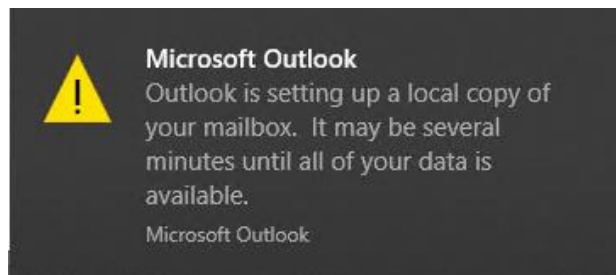 Microsoft Outlook
Outlook is setting up a local copy of
your mailbox.  It may be several
minutes until all of your data is
available.
Microsoft Outlook